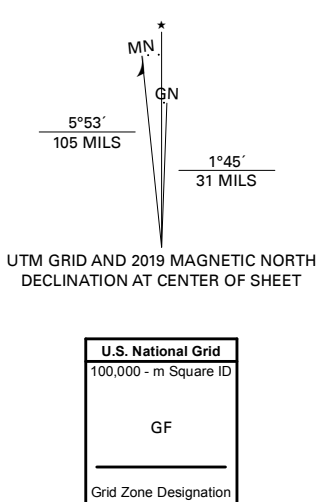 ★
MN
GN
5°53´
105 MILS
1°45´
31 MILS
UTM GRID AND 2019 MAGNETIC NORTH
DECLINATION AT CENTER OF SHEET
U.S. National Grid
100,000 - m Square ID
GF
Grid Zone Designation